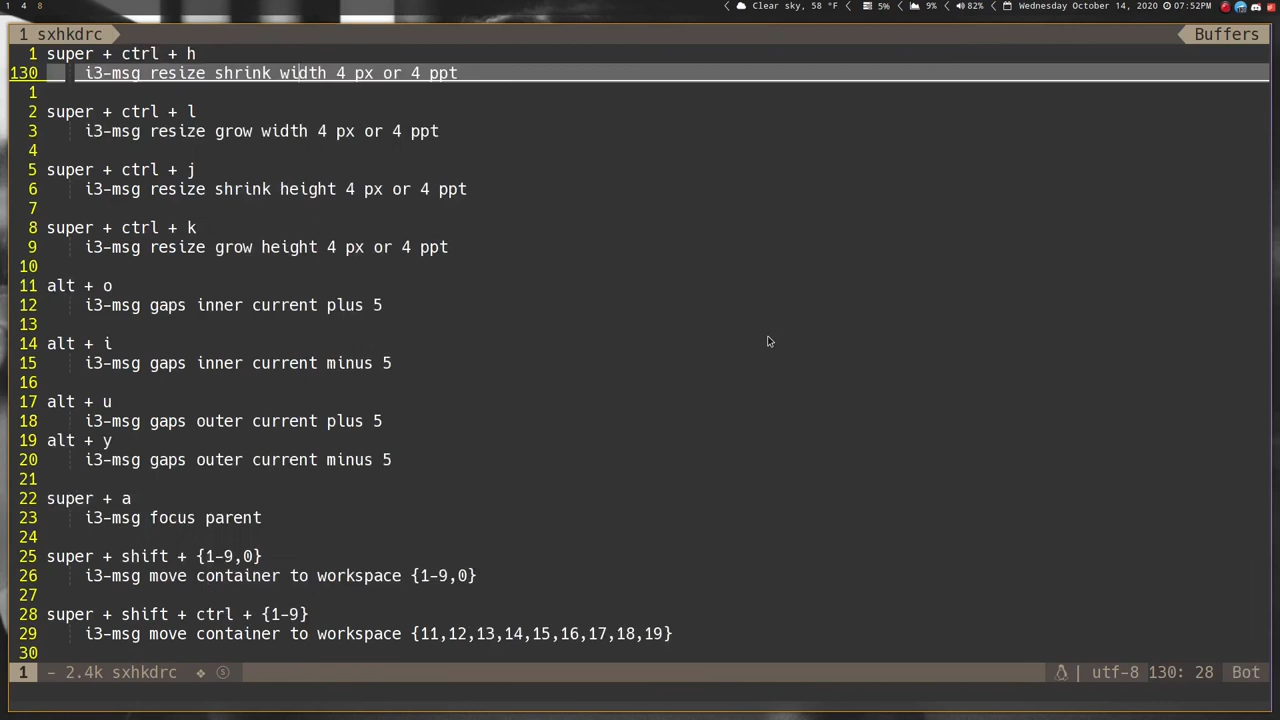 1 4 8 Clear sky, 58 °F 5% 9% 82% Wednesday October 14, 2020 07:52PM
1 sxhkdrc Buffers
1 super + ctrl + h
130 i3-msg resize shrink width 4 px or 4 ppt
1
2 super + ctrl + l
3 i3-msg resize grow width 4 px or 4 ppt
4
5 super + ctrl + j
6 i3-msg resize shrink height 4 px or 4 ppt
7
8 super + ctrl + k
9 i3-msg resize grow height 4 px or 4 ppt
10
11 alt + o
12 i3-msg gaps inner current plus 5
13
14 alt + i
15 i3-msg gaps inner current minus 5
16
17 alt + u
18 i3-msg gaps outer current plus 5
19 alt + y
20 i3-msg gaps outer current minus 5
21
22 super + a
23 i3-msg focus parent
24
25 super + shift + {1-9,0}
26 i3-msg move container to workspace {1-9,0}
27
28 super + shift + ctrl + {1-9}
29 i3-msg move container to workspace {11,12,13,14,15,16,17,18,19}
30
1 - 2.4k sxhkdrc ❖ ⓢ | utf-8 130: 28 Bot